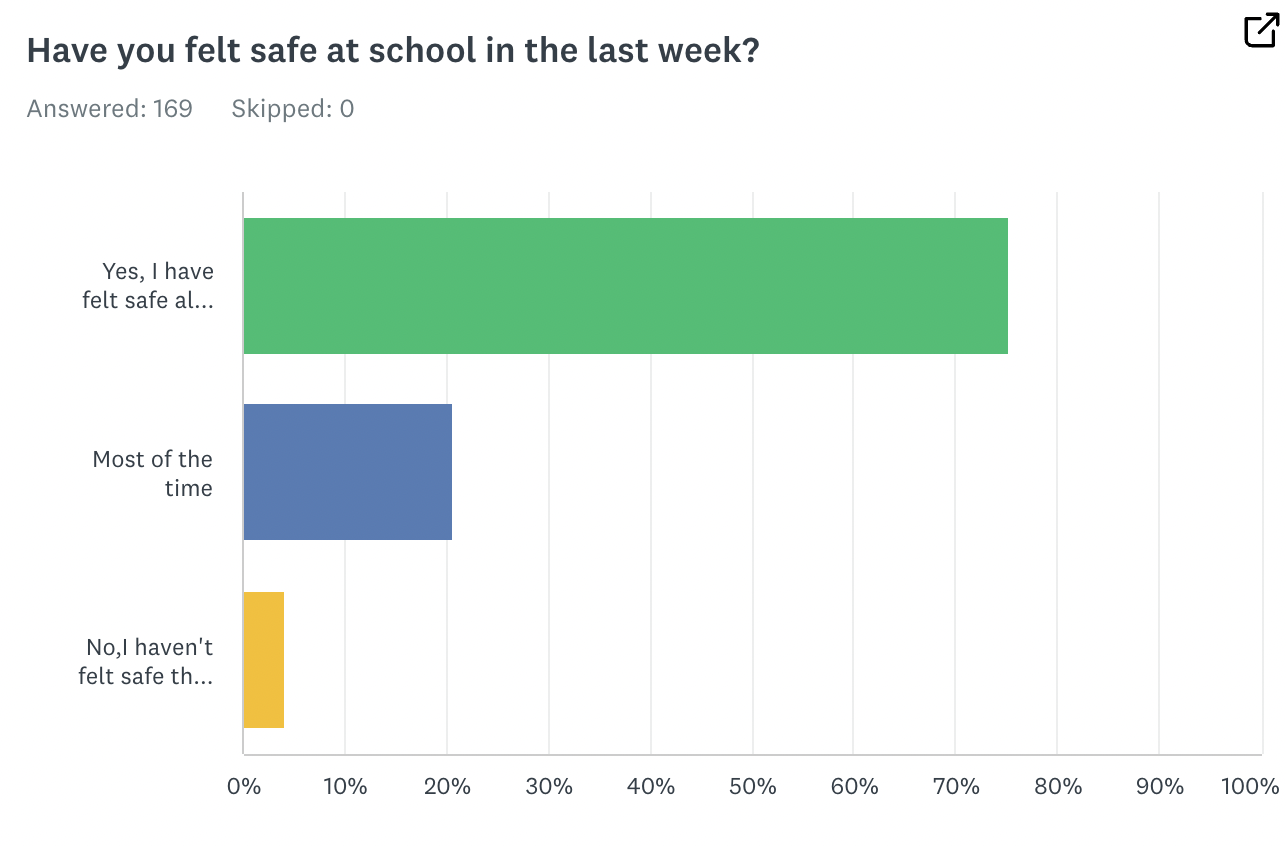 Have you felt safe at school in the last week?
Answered: 169 Skipped: 0
Yes, I have
felt safe al...
Most of the
time
No,I haven't
felt safe th...
0% 10% 20% 30% 40% 50% 60% 70% 80% 90% 100%